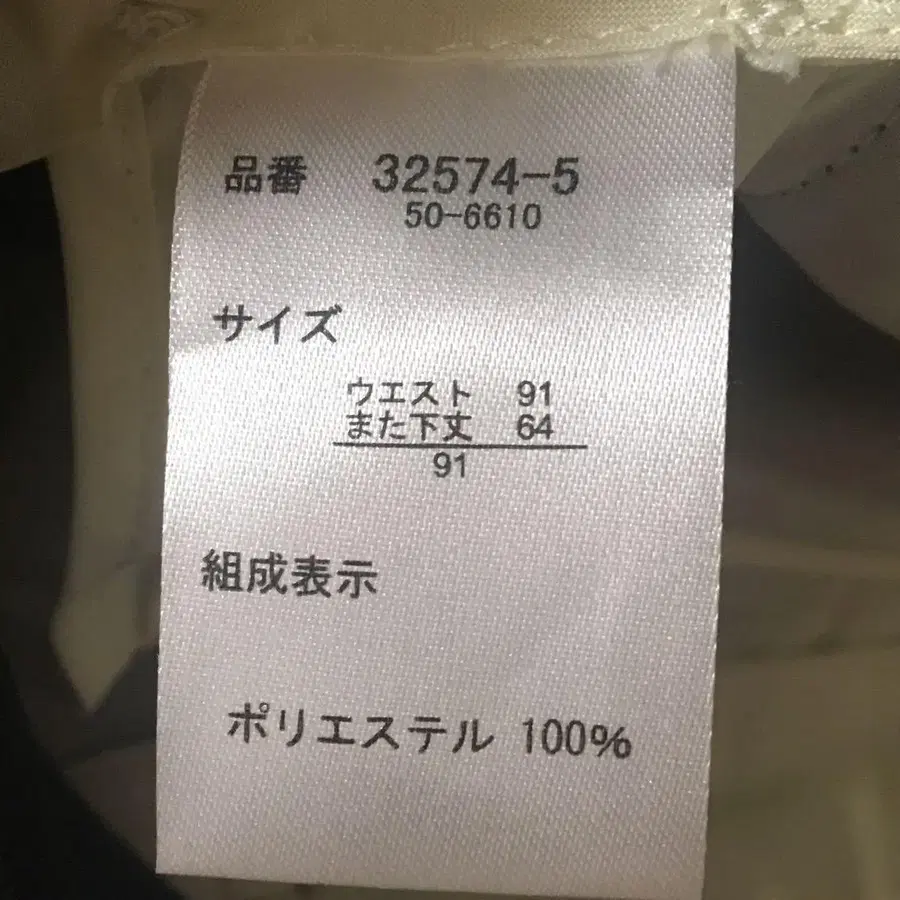 品番 32574-5
50-6610
サイズ
ウエスト 91
また下丈 64
91
組成表示
ポリエステル 100%